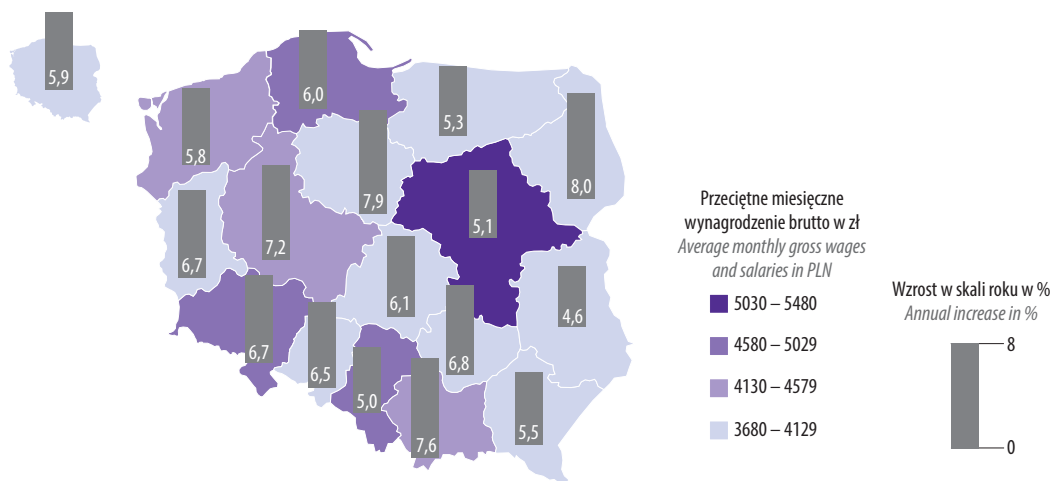 5,9
6,0
5,3
5,8
8,0
7,9
5,1
7,2
6,7
6,1
4,6
6,7
6,5
6,8
5,0
7,6
5,5
Przeciętne miesięczne
wynagrodzenie brutto w zł
Average monthly gross wages
and salaries in PLN
5030 – 5480
4580 – 5029
4130 – 4579
3680 – 4129
Wzrost w skali roku w %
Annual increase in %
8
0